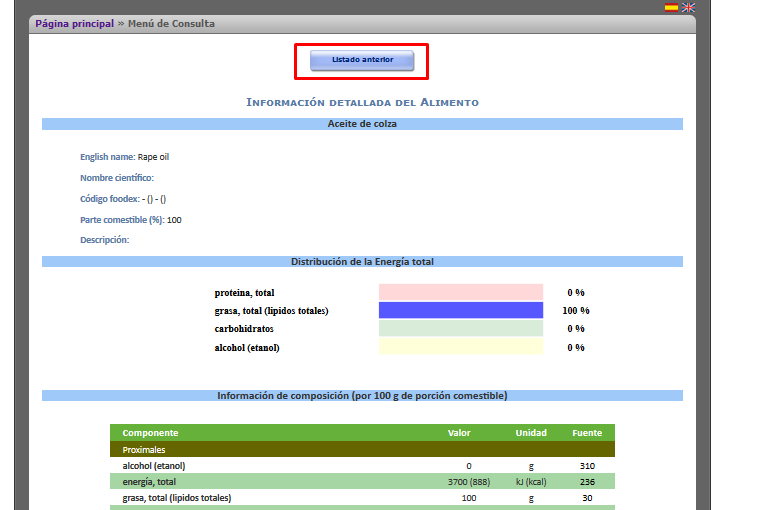 Página principal » Menú de Consulta
Listado anterior
Información detallada del Alimento
Aceite de colza
English name: Rape oil
Nombre científico:
Código foodex: - () - ()
Parte comestible (%): 100
Descripción:
Distribución de la Energía total
proteina, total 0 %
grasa, total (lipidos totales) 100 %
carbohidratos 0 %
alcohol (etanol) 0 %
Información de composición (por 100 g de porción comestible)
Componente Valor Unidad Fuente
Proximales
alcohol (etanol) 0 g 310
energía, total 3700 (888) kJ (kcal) 236
grasa, total (lipidos totales) 100 g 30